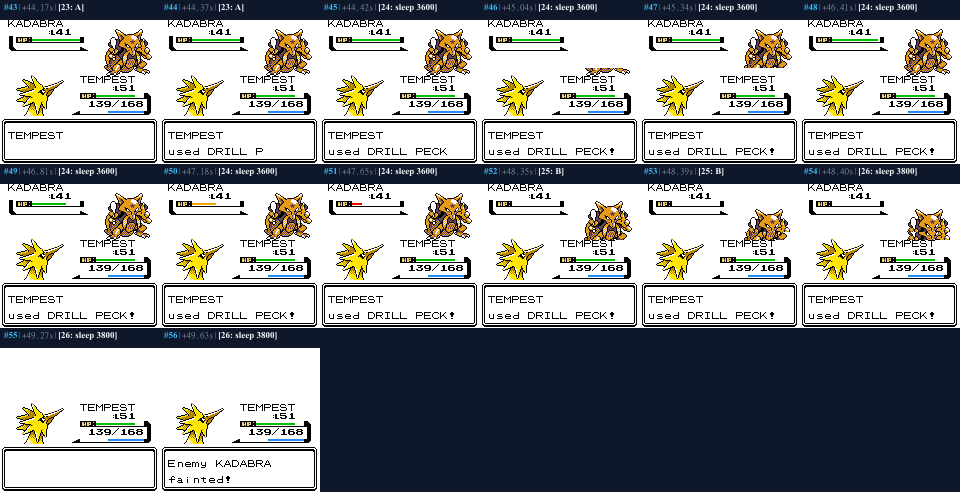 #43|+44.17s| [23: A]
KADABRA
:L41
HP:
TEMPEST
:L51
HP:
139/168
TEMPEST
#44|+44.37s| [23: A]
KADABRA
:L41
HP:
TEMPEST
:L51
HP:
139/168
TEMPEST
used DRILL P
#45|+44.42s| [24: sleep 3600]
KADABRA
:L41
HP:
TEMPEST
:L51
HP:
139/168
TEMPEST
used DRILL PECK
#46|+45.04s| [24: sleep 3600]
KADABRA
:L41
HP:
TEMPEST
:L51
HP:
139/168
TEMPEST
used DRILL PECK!
#47|+45.34s| [24: sleep 3600]
KADABRA
:L41
HP:
TEMPEST
:L51
HP:
139/168
TEMPEST
used DRILL PECK!
#48|+46.41s| [24: sleep 3600]
KADABRA
:L41
HP:
TEMPEST
:L51
HP:
139/168
TEMPEST
used DRILL PECK!
#49|+46.81s| [24: sleep 3600]
KADABRA
:L41
HP:
TEMPEST
:L51
HP:
139/168
TEMPEST
used DRILL PECK!
#50|+47.18s| [24: sleep 3600]
KADABRA
:L41
HP:
TEMPEST
:L51
HP:
139/168
TEMPEST
used DRILL PECK!
#51|+47.65s| [24: sleep 3600]
KADABRA
:L41
HP:
TEMPEST
:L51
HP:
139/168
TEMPEST
used DRILL PECK!
#52|+48.35s| [25: B]
KADABRA
:L41
HP:
TEMPEST
:L51
HP:
139/168
TEMPEST
used DRILL PECK!
#53|+48.39s| [25: B]
KADABRA
:L41
HP:
TEMPEST
:L51
HP:
139/168
TEMPEST
used DRILL PECK!
#54|+48.40s| [26: sleep 3800]
KADABRA
:L41
HP:
TEMPEST
:L51
HP:
139/168
TEMPEST
used DRILL PECK!
#55|+49.27s| [26: sleep 3800]
TEMPEST
:L51
HP:
139/168
#56|+49.63s| [26: sleep 3800]
TEMPEST
:L51
HP:
139/168
Enemy KADABRA
fainted!